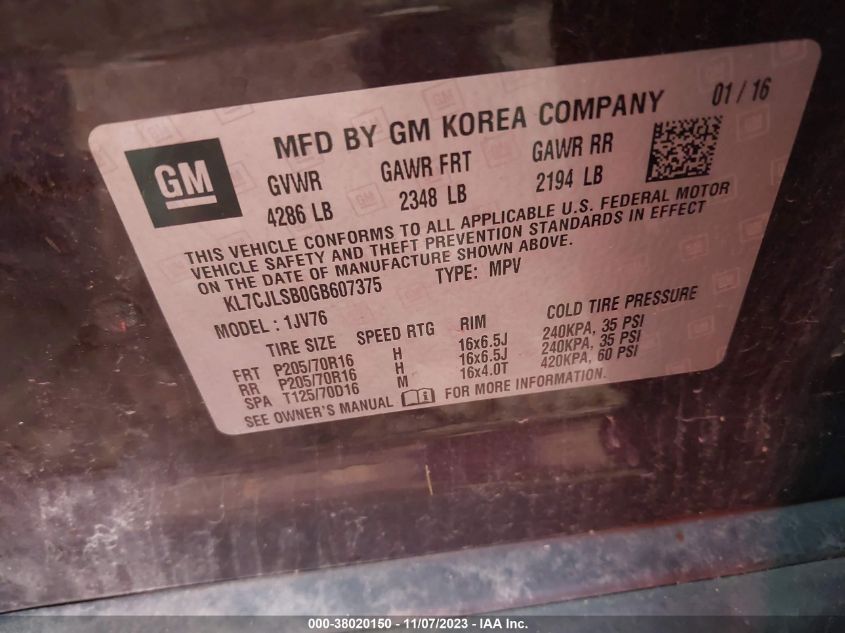 MFD BY GM KOREA COMPANY 01 / 16
GM
GVWR GAWR FRT GAWR RR
4286 LB 2348 LB 2194 LB
THIS VEHICLE CONFORMS TO ALL APPLICABLE U.S. FEDERAL MOTOR
VEHICLE SAFETY AND THEFT PREVENTION STANDARDS IN EFFECT
ON THE DATE OF MANUFACTURE SHOWN ABOVE.
KL7CJLSB0GB607375 TYPE: MPV
MODEL : 1JV76
TIRE SIZE SPEED RTG RIM COLD TIRE PRESSURE
FRT P205/70R16 H 16x6.5J 240KPA, 35 PSI
RR P205/70R16 H 16x6.5J 240KPA, 35 PSI
SPA T125/70D16 M 16x4.0T 420KPA, 60 PSI
SEE OWNER'S MANUAL i FOR MORE INFORMATION.
000-38020150 - 11/07/2023 - IAA Inc.